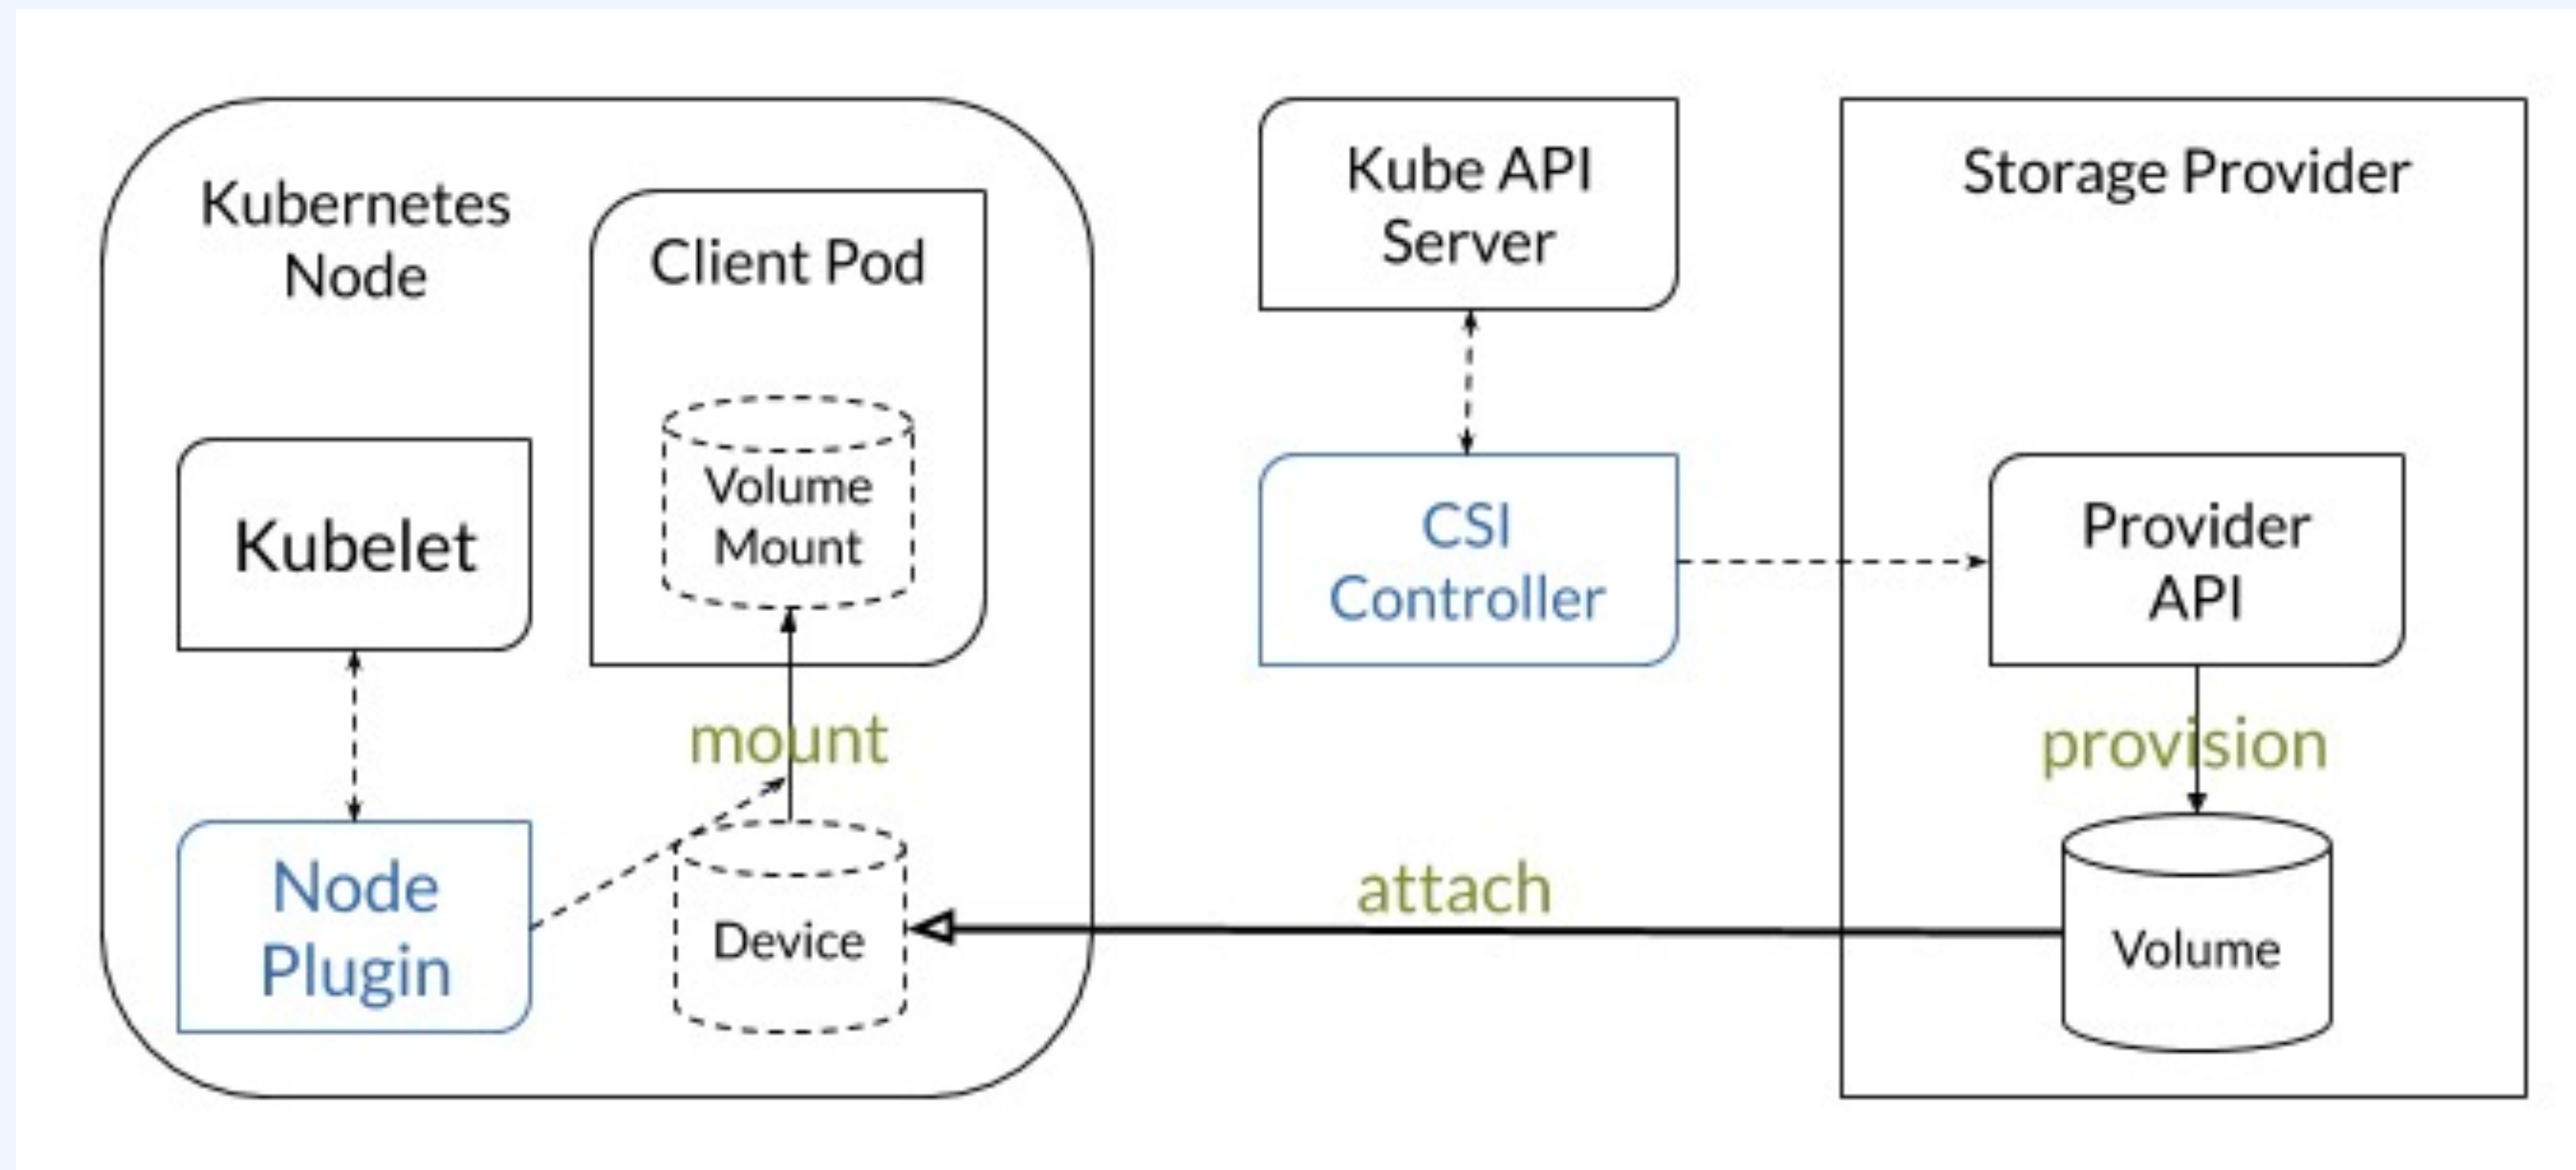 Kubernetes
Node
Client Pod
Volume
Mount
Kubelet
mount
Node
Plugin
Device
Kube API
Server
CSI
Controller
attach
Storage Provider
Provider
API
provision
Volume